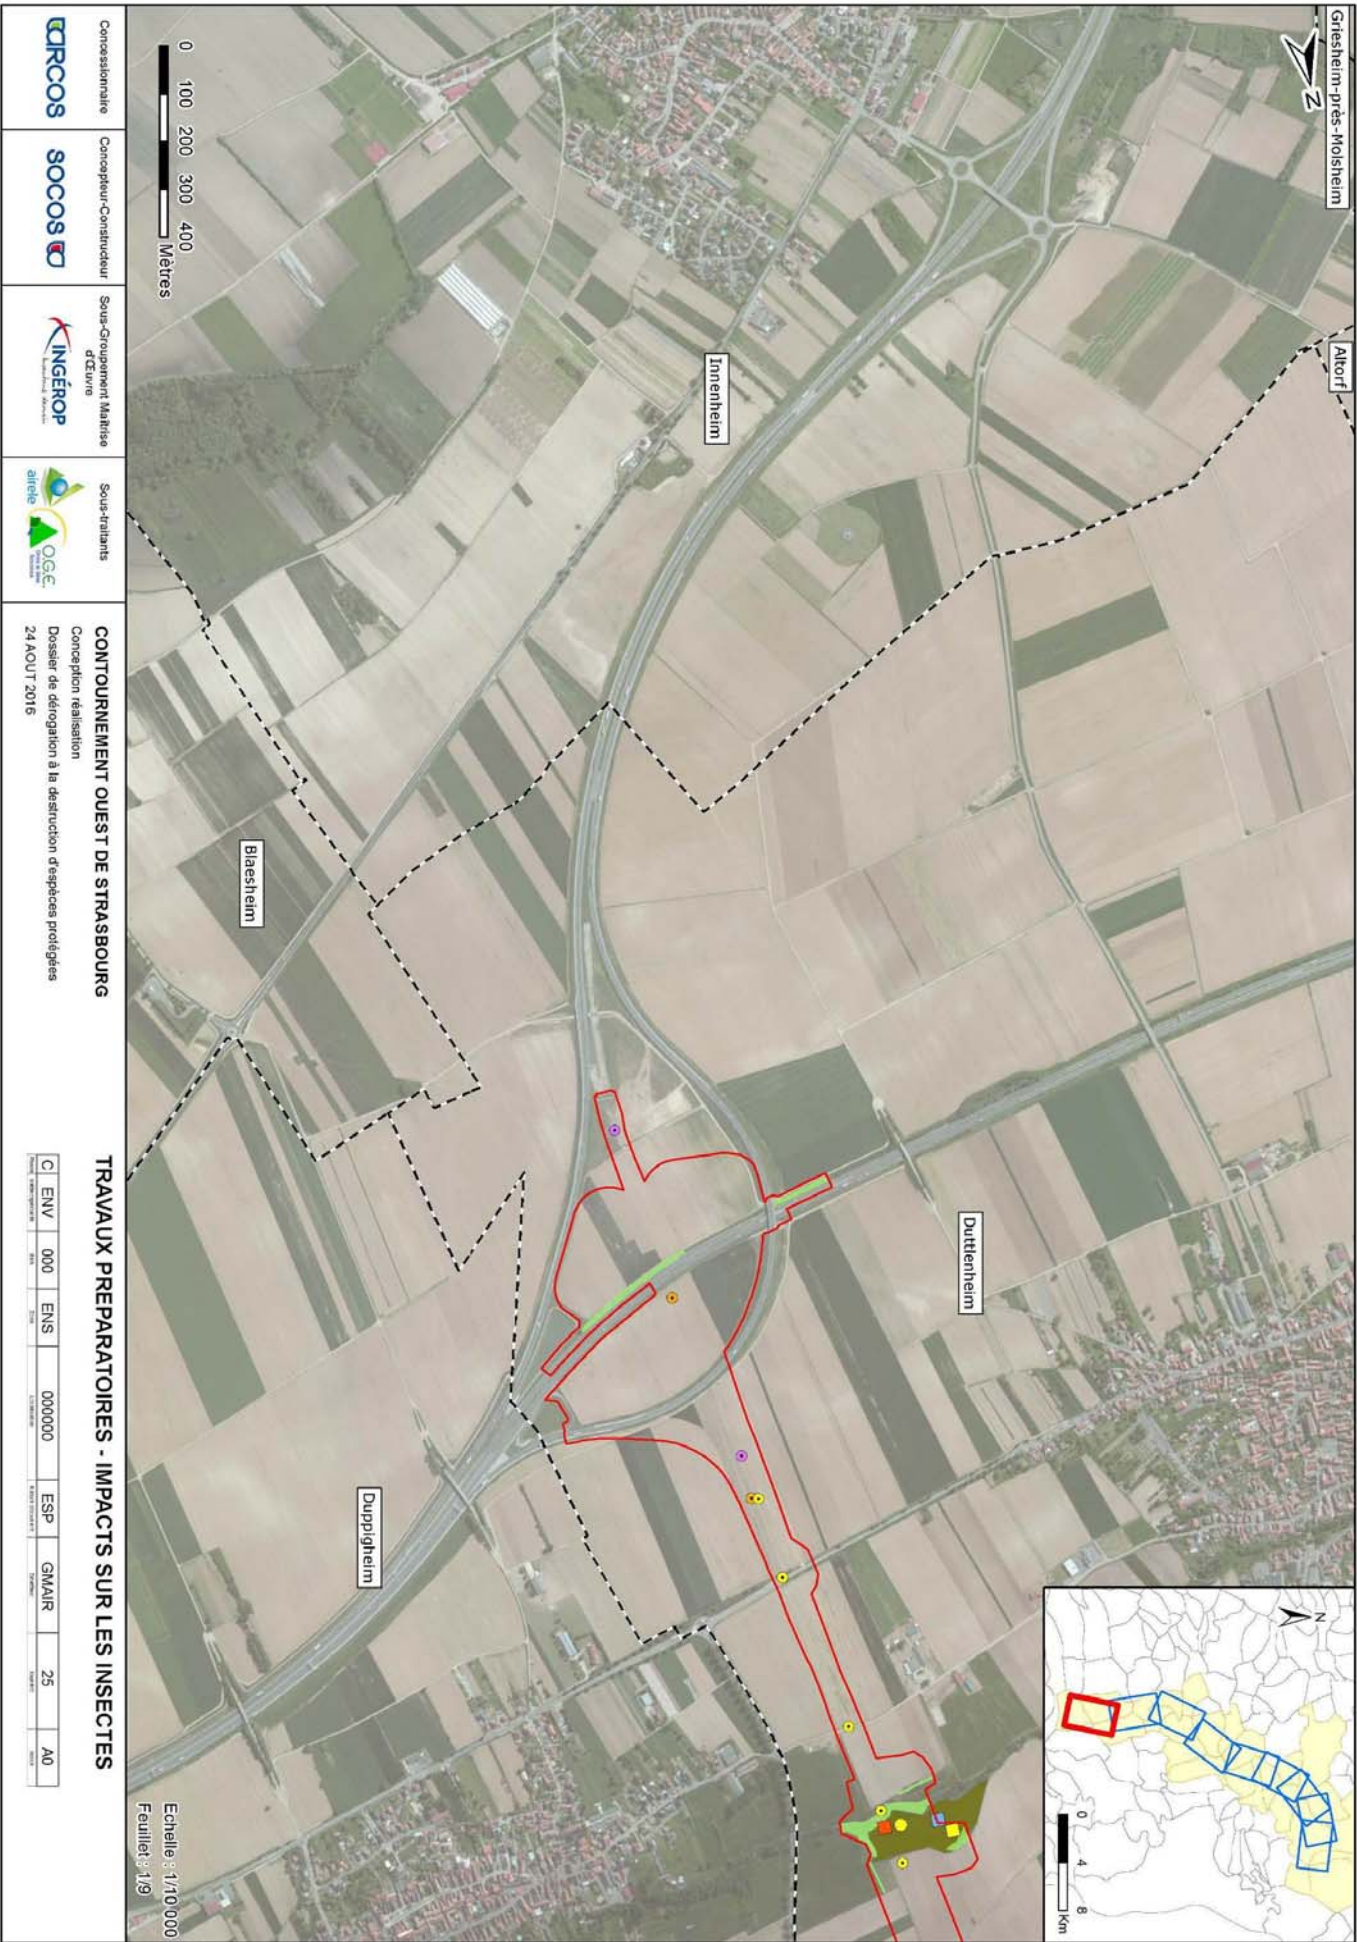 Griesheim-près-Molsheim
Altorf
N
Innenheim
Blaesheim
Duttlenheim
Duppigheim
N
0 4 8
Km
0 100 200 300 400
Mètres
Echelle : 1/10 000
Feuillet : 1/9
Concessionnaire
ARCOS
Concepteur-Constructeur
SOCOS
Sous-Groupement Maîtrise
d'Œuvre
INGÉROP
Sous-traitants
airele
O.G.E.
CONTOURNEMENT OUEST DE STRASBOURG
Conception réalisation
Dossier de dérogation à la destruction d'espèces protégées
24 AOUT 2016
TRAVAUX PREPARATOIRES - IMPACTS SUR LES INSECTES
C ENV 000 ENS 000000 ESP GMAIR 25 A0